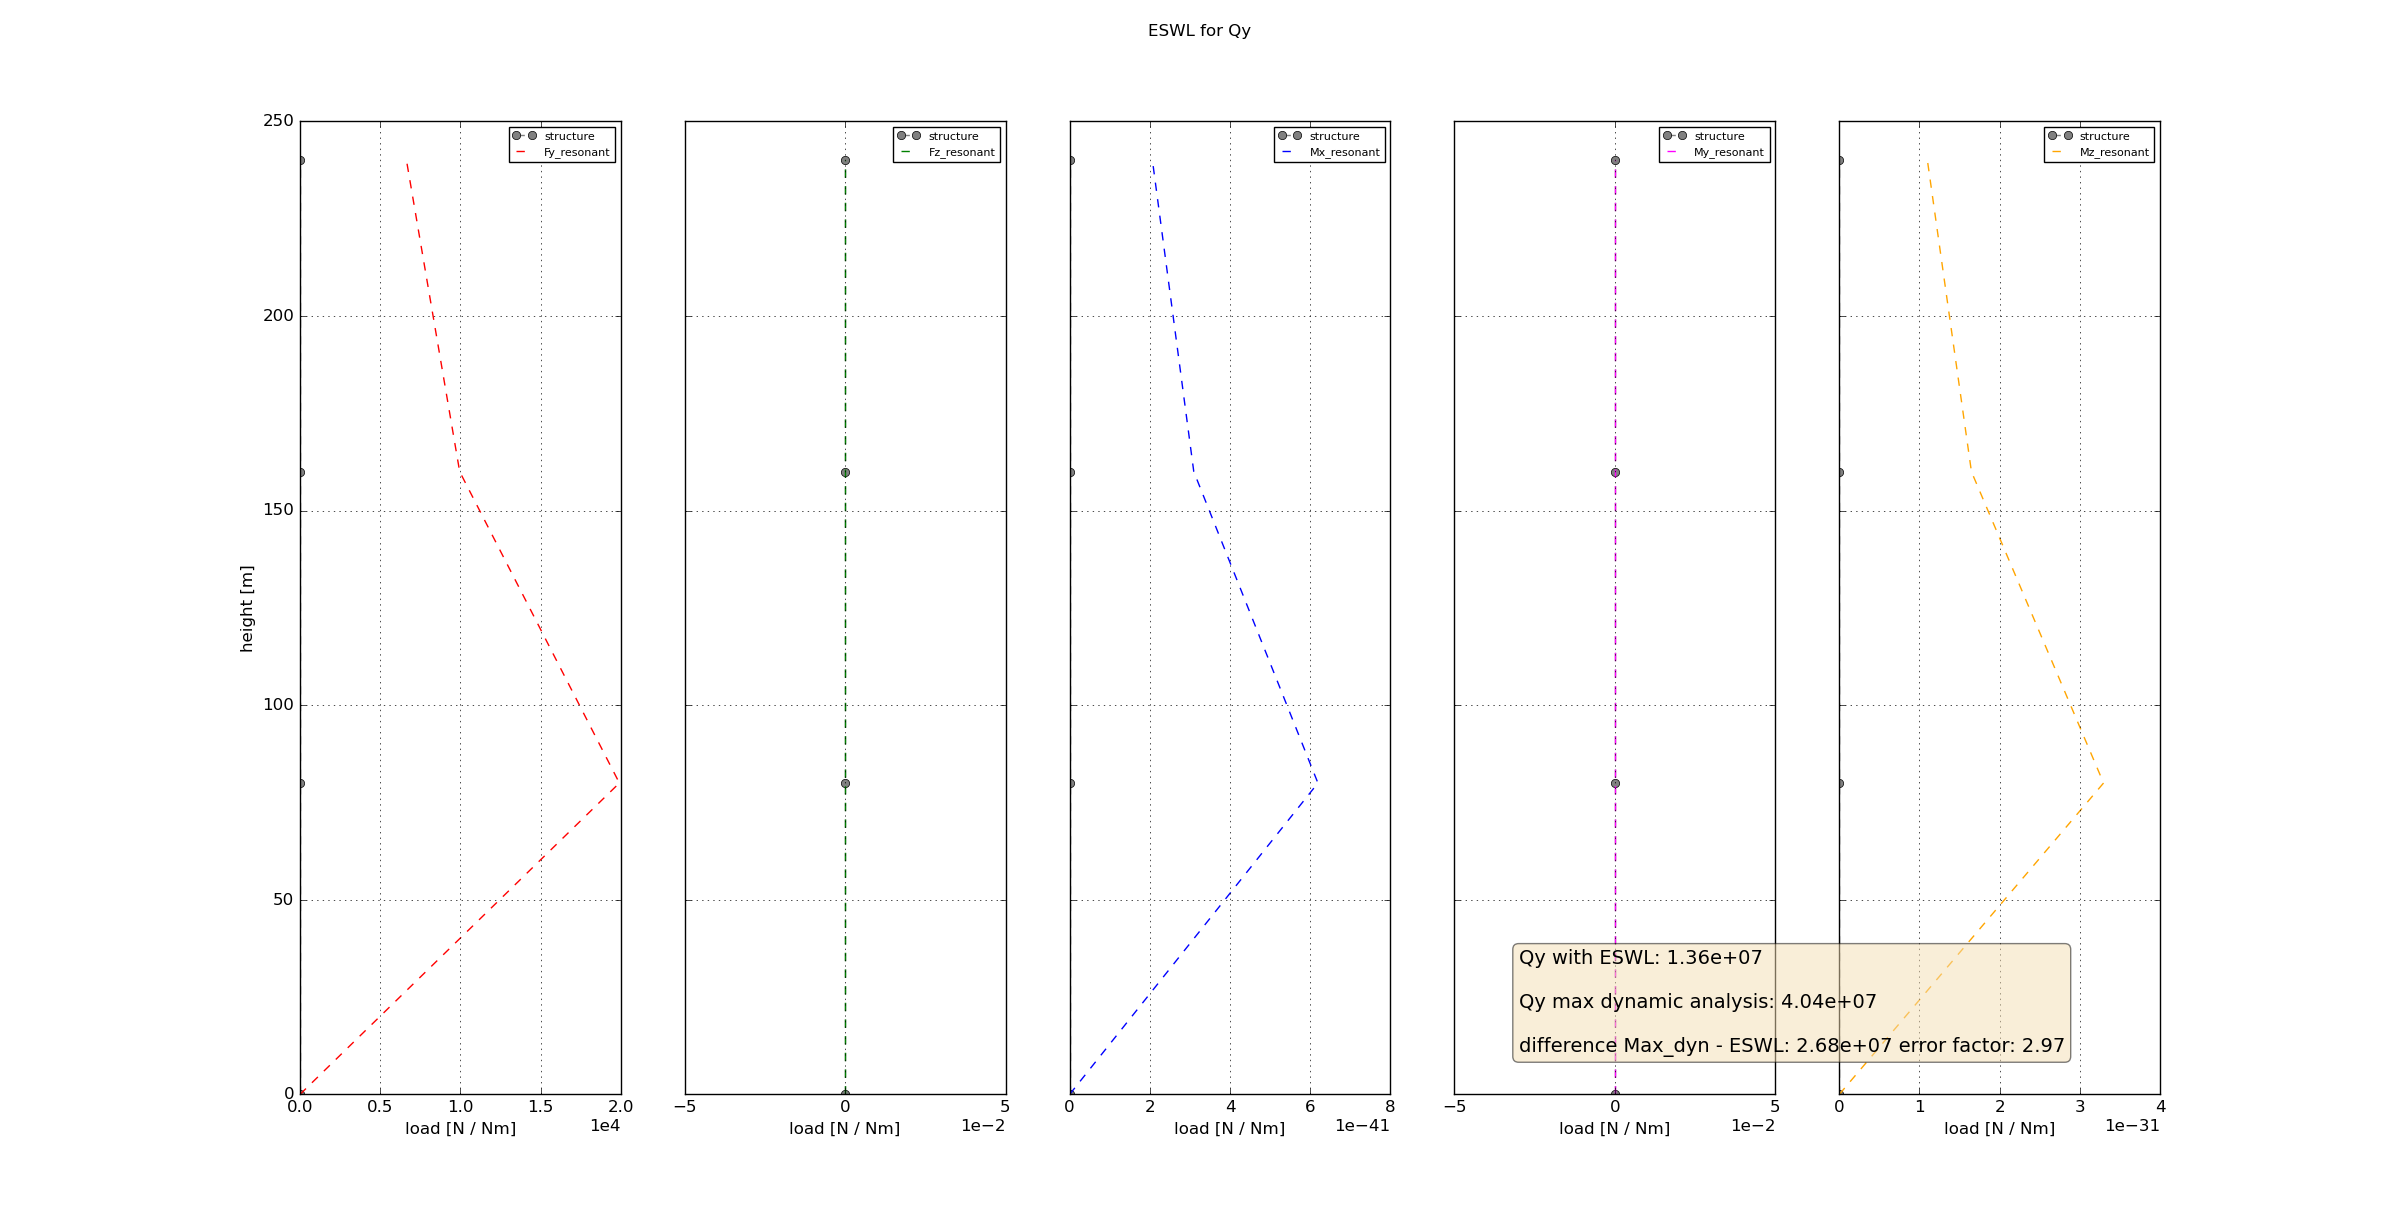 ESWL for Qy
structure
Fy_resonant
structure
Fz_resonant
structure
Mx_resonant
structure
My_resonant
structure
Mz_resonant
height [m]
250
200
150
100
50
0
0.0 0.5 1.0 1.5 2.0
load [N / Nm] 1e4
−5 0 5
load [N / Nm] 1e−2
0 2 4 6 8
load [N / Nm] 1e−41
−5 0 5
load [N / Nm] 1e−2
0 1 2 3 4
load [N / Nm] 1e−31
Qy with ESWL: 1.36e+07
Qy max dynamic analysis: 4.04e+07
difference Max_dyn - ESWL: 2.68e+07 error factor: 2.97